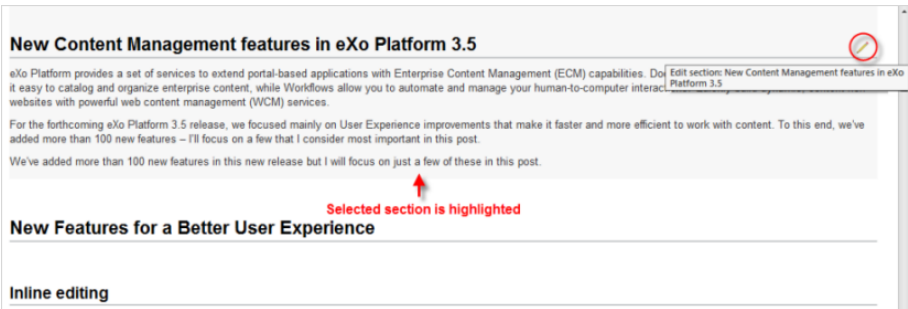 New Content Management features in eXo Platform 3.5
eXo Platform provides a set of services to extend portal-based applications with Enterprise Content Management (ECM) capabilities. Do
Edit section: New Content Management features in eXo
Platform 3.5
it easy to catalog and organize enterprise content, while Workflows allow you to automate and manage your human-to-computer interac
websites with powerful web content management (WCM) services.
For the forthcoming eXo Platform 3.5 release, we focused mainly on User Experience improvements that make it faster and more efficient to work with content. To this end, we've
added more than 100 new features – I'll focus on a few that I consider most important in this post.
We've added more than 100 new features in this new release but I will focus on just a few of these in this post.
Selected section is highlighted
New Features for a Better User Experience
Inline editing